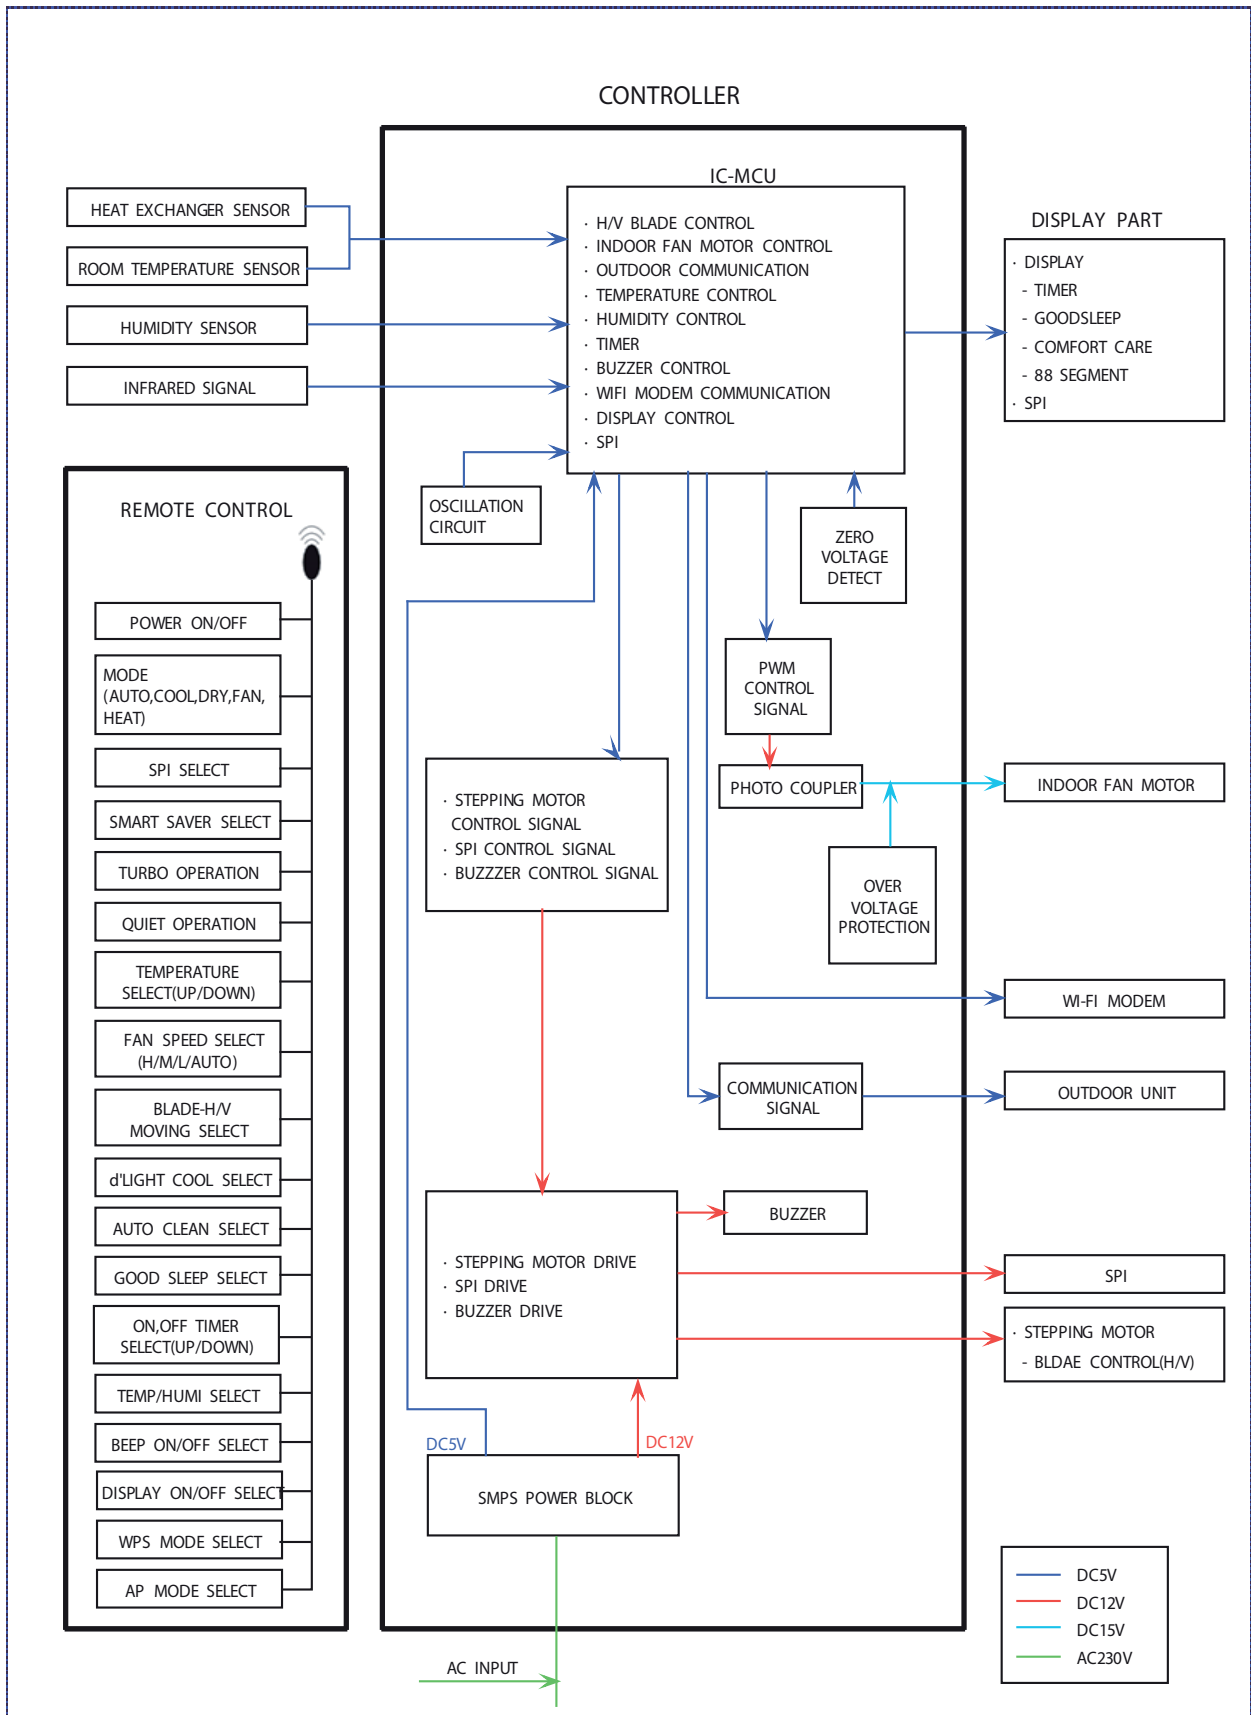 CONTROLLER
IC-MCU
· H/V BLADE CONTROL
· INDOOR FAN MOTOR CONTROL
· OUTDOOR COMMUNICATION
· TEMPERATURE CONTROL
· HUMIDITY CONTROL
· TIMER
· BUZZER CONTROL
· WIFI MODEM COMMUNICATION
· DISPLAY CONTROL
· SPI
HEAT EXCHANGER SENSOR
ROOM TEMPERATURE SENSOR
HUMIDITY SENSOR
INFRARED SIGNAL
DISPLAY PART
· DISPLAY
- TIMER
- GOODSLEEP
- COMFORT CARE
- 88 SEGMENT
· SPI
REMOTE CONTROL
POWER ON/OFF
MODE
(AUTO,COOL,DRY,FAN,
HEAT)
SPI SELECT
SMART SAVER SELECT
TURBO OPERATION
QUIET OPERATION
TEMPERATURE
SELECT(UP/DOWN)
FAN SPEED SELECT
(H/M/L/AUTO)
BLADE-H/V
MOVING SELECT
d'LIGHT COOL SELECT
AUTO CLEAN SELECT
GOOD SLEEP SELECT
ON,OFF TIMER
SELECT(UP/DOWN)
TEMP/HUMI SELECT
BEEP ON/OFF SELECT
DISPLAY ON/OFF SELECT
WPS MODE SELECT
AP MODE SELECT
OSCILLATION
CIRCUIT
ZERO
VOLTAGE
DETECT
PWM
CONTROL
SIGNAL
PHOTO COUPLER
INDOOR FAN MOTOR
· STEPPING MOTOR
CONTROL SIGNAL
· SPI CONTROL SIGNAL
· BUZZZER CONTROL SIGNAL
OVER
VOLTAGE
PROTECTION
WI-FI MODEM
COMMUNICATION
SIGNAL
OUTDOOR UNIT
· STEPPING MOTOR DRIVE
· SPI DRIVE
· BUZZER DRIVE
BUZZER
SPI
· STEPPING MOTOR
- BLDAE CONTROL(H/V)
DC5V
DC12V
SMPS POWER BLOCK
AC INPUT
DC5V
DC12V
DC15V
AC230V